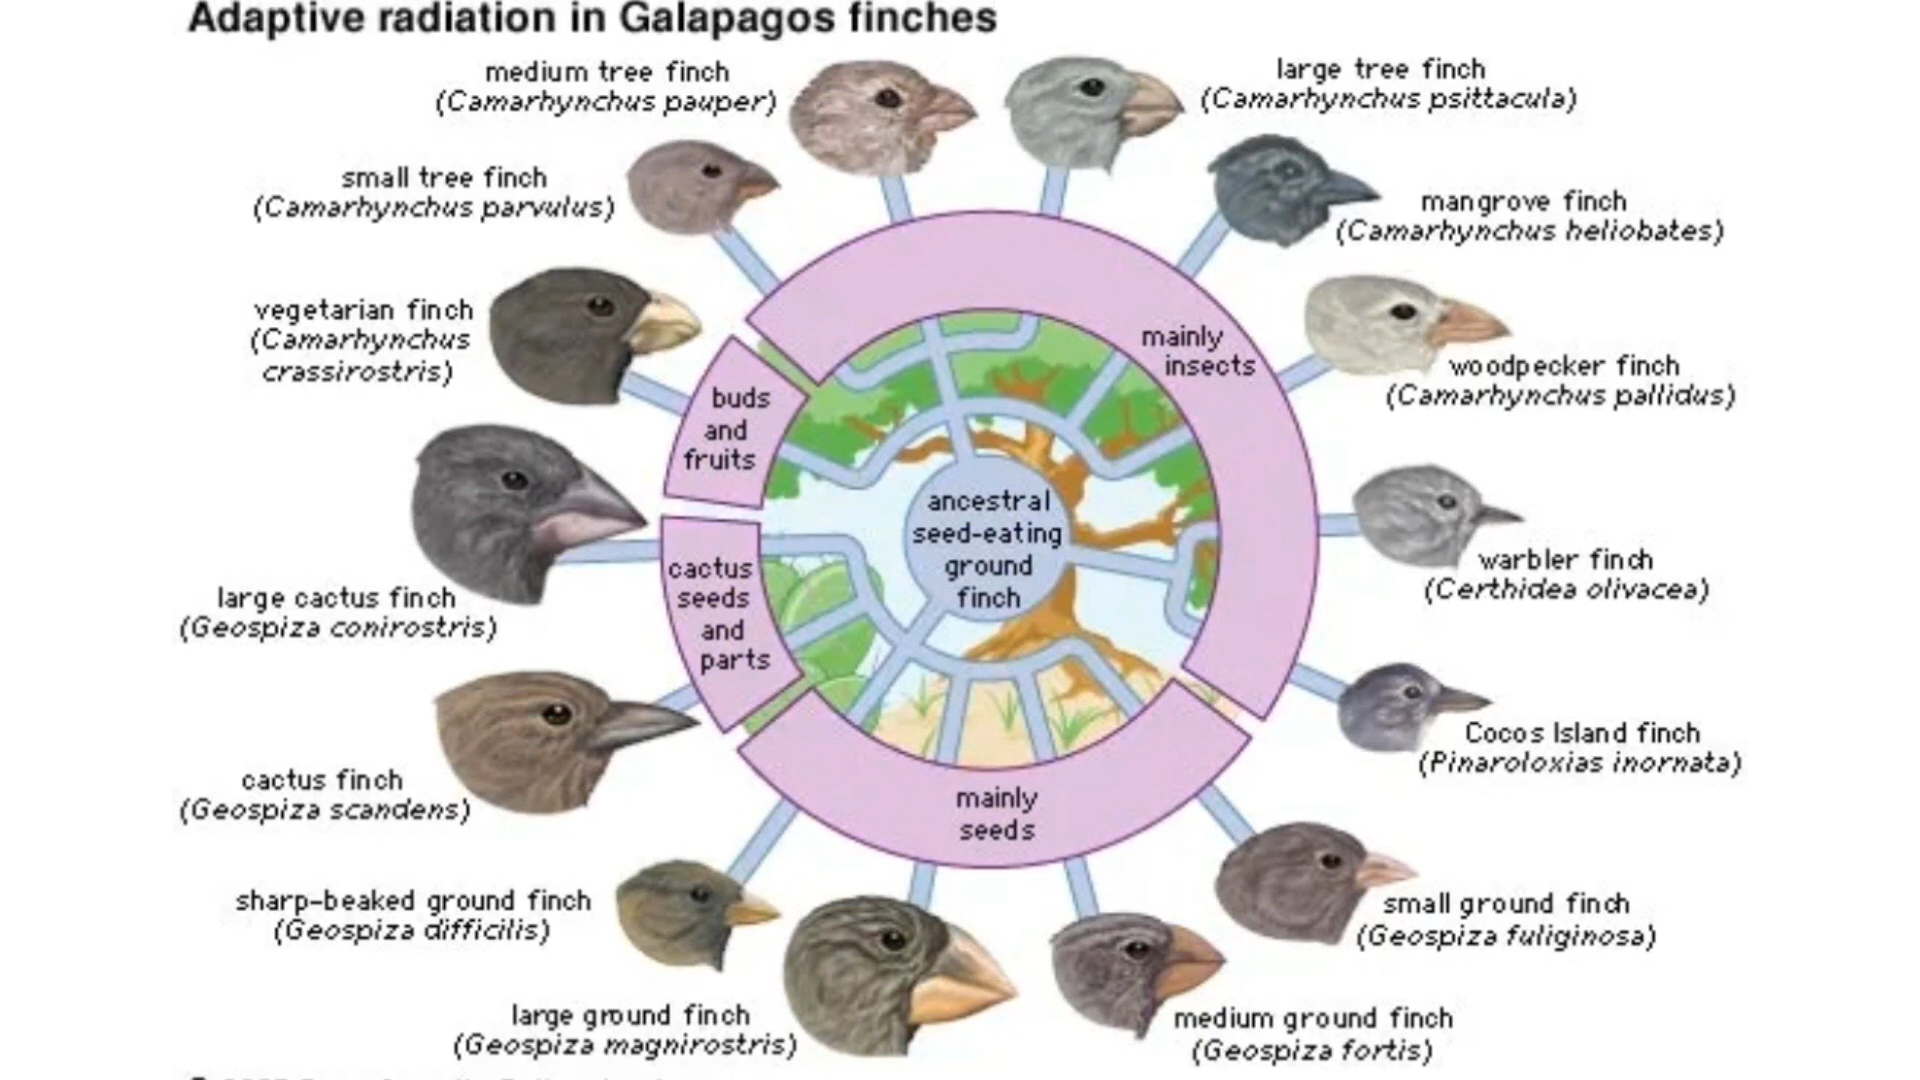 Adaptive radiation in Galapagos finches
medium tree finch
(Camarhynchus pauper)
large tree finch
(Camarhynchus psittacula)
small tree finch
(Camarhynchus parvulus)
mangrove finch
(Camarhynchus heliobates)
vegetarian finch
(Camarhynchus
crassirostris)
mainly
insects
woodpecker finch
(Camarhynchus pallidus)
buds
and
fruits
ancestral
seed-eating
ground
finch
warbler finch
(Certhidea olivacea)
cactus
seeds
and
parts
large cactus finch
(Geospiza conirostris)
Cocos Island finch
(Pinaroloxias inornata)
cactus finch
(Geospiza scandens)
mainly
seeds
sharp-beaked ground finch
(Geospiza difficilis)
small ground finch
(Geospiza fuliginosa)
large ground finch
(Geospiza magnirostris)
medium ground finch
(Geospiza fortis)